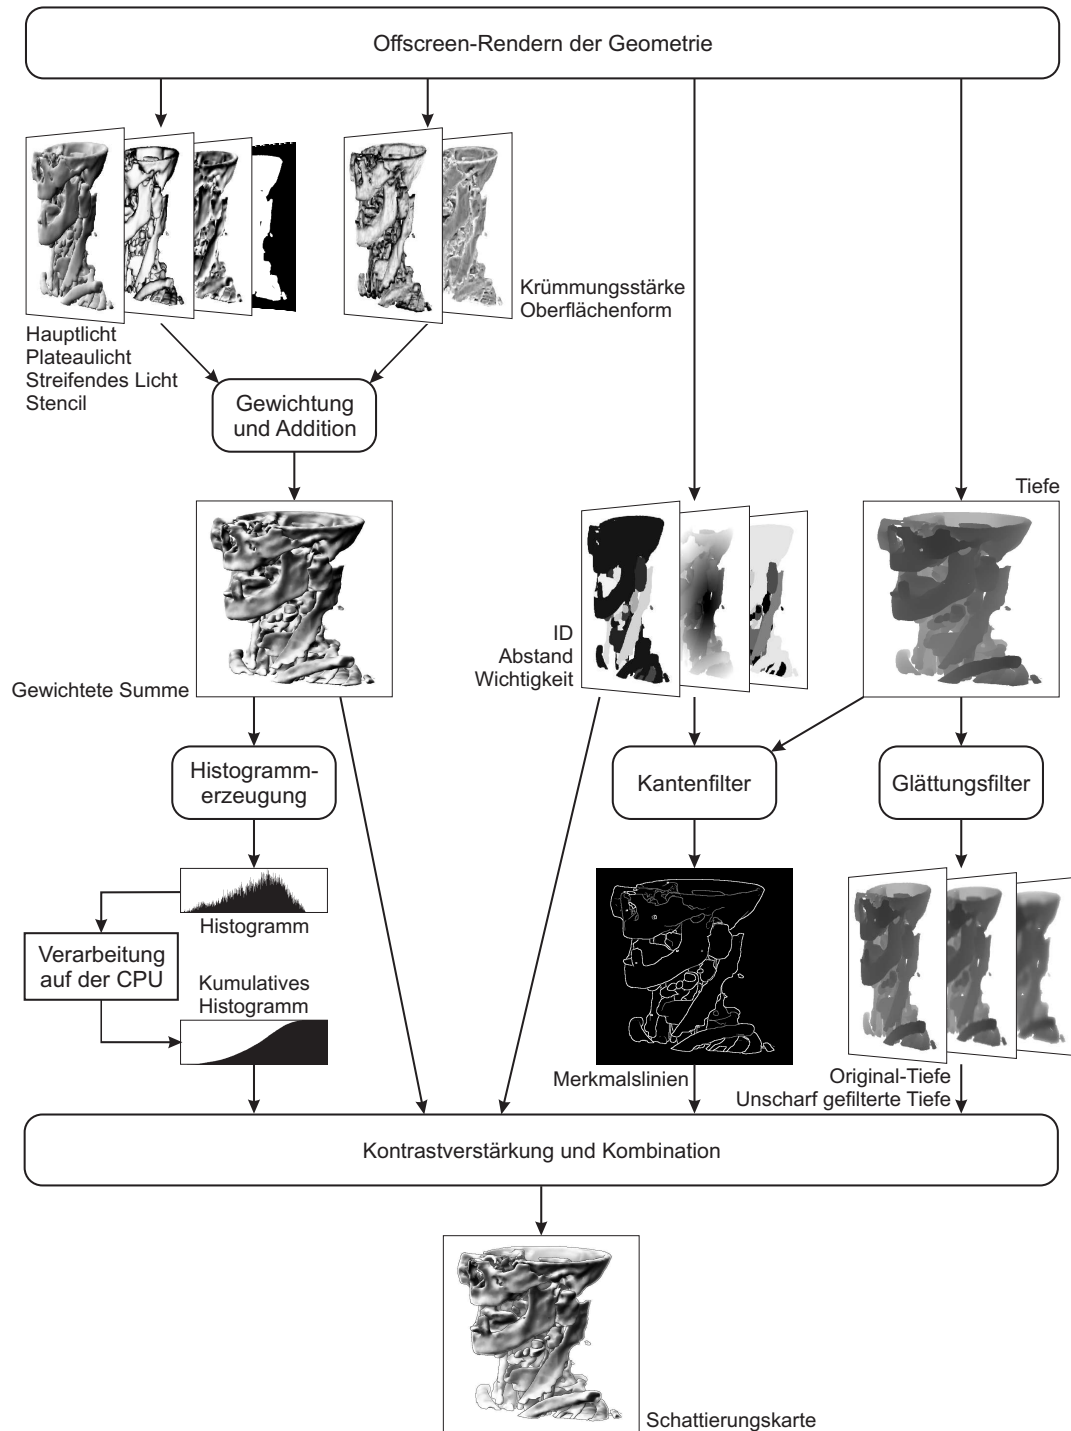 Offscreen-Rendern der Geometrie
Krümmungsstärke
Oberflächenform
Hauptlicht
Plateaulicht
Streifendes Licht
Stencil
Gewichtung
und Addition
Tiefe
ID
Abstand
Wichtigkeit
Gewichtete Summe
Histogramm-
erzeugung
Kantenfilter
Glättungsfilter
Histogramm
Verarbeitung
auf der CPU
Kumulatives
Histogramm
Merkmalslinien
Original-Tiefe
Unscharf gefilterte Tiefe
Kontrastverstärkung und Kombination
Schattierungskarte